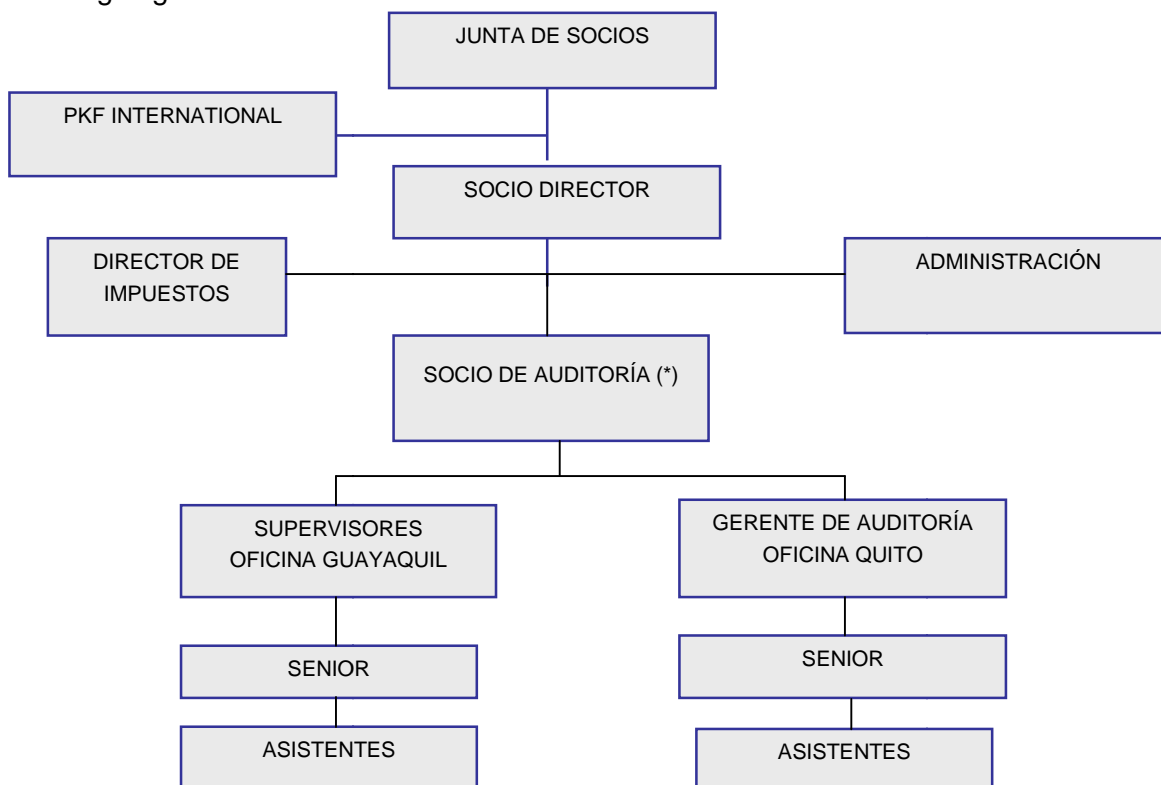 JUNTA DE SOCIOS
PKF INTERNATIONAL
SOCIO DIRECTOR
DIRECTOR DE
IMPUESTOS
ADMINISTRACIÓN
SOCIO DE AUDITORÍA (*)
SUPERVISORES
OFICINA GUAYAQUIL
GERENTE DE AUDITORÍA
OFICINA QUITO
SENIOR
SENIOR
ASISTENTES
ASISTENTES